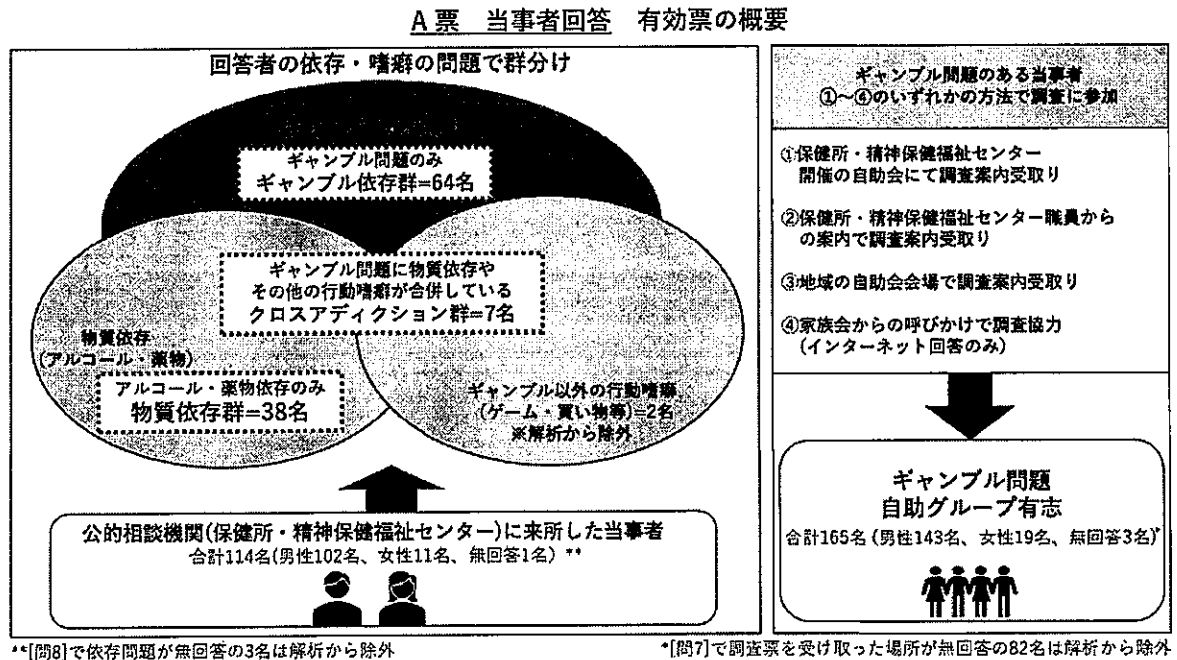 A票 当事者回答 有効票の概要
回答者の依存・嗜癖の問題で群分け
ギャンブル問題のみ
ギャンブル依存群=64名
ギャンブル問題に物質依存や
その他の行動嗜癖が合併している
クロスアディクション群=7名
物質依存
(アルコール・薬物)
アルコール・薬物依存のみ
物質依存群=38名
ギャンブル以外の行動嗜癖
(ゲーム・買い物等)=2名
※解析から除外
公的相談機関(保健所・精神保健福祉センター)に来所した当事者
合計114名(男性102名、女性11名、無回答1名) **
**[問8]で依存問題が無回答の3名は解析から除外
ギャンブル問題のある当事者
①~④のいずれかの方法で調査に参加
①保健所・精神保健福祉センター
開催の自助会にて調査案内受取り
②保健所・精神保健福祉センター職員から
の案内で調査案内受取り
③地域の自助会会場で調査案内受取り
④家族会からの呼びかけで調査協力
(インターネット回答のみ)
ギャンブル問題
自助グループ有志
合計165名 (男性143名、女性19名、無回答3名)*
*[問7]で調査票を受け取った場所が無回答の82名は解析から除外